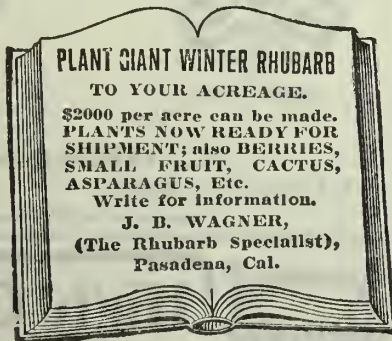 PLANT GIANT WINTER RHUBARB
TO YOUR ACREAGE.
$2000 per acre can be made.
PLANTS NOW READY FOR
SHIPMENT; also BERRIES,
SMALL FRUIT, CACTUS,
ASPARAGUS, Etc.
Write for information.
J. B. WAGNER,
(The Rhubarb Specialist),
Pasadena, Cal.